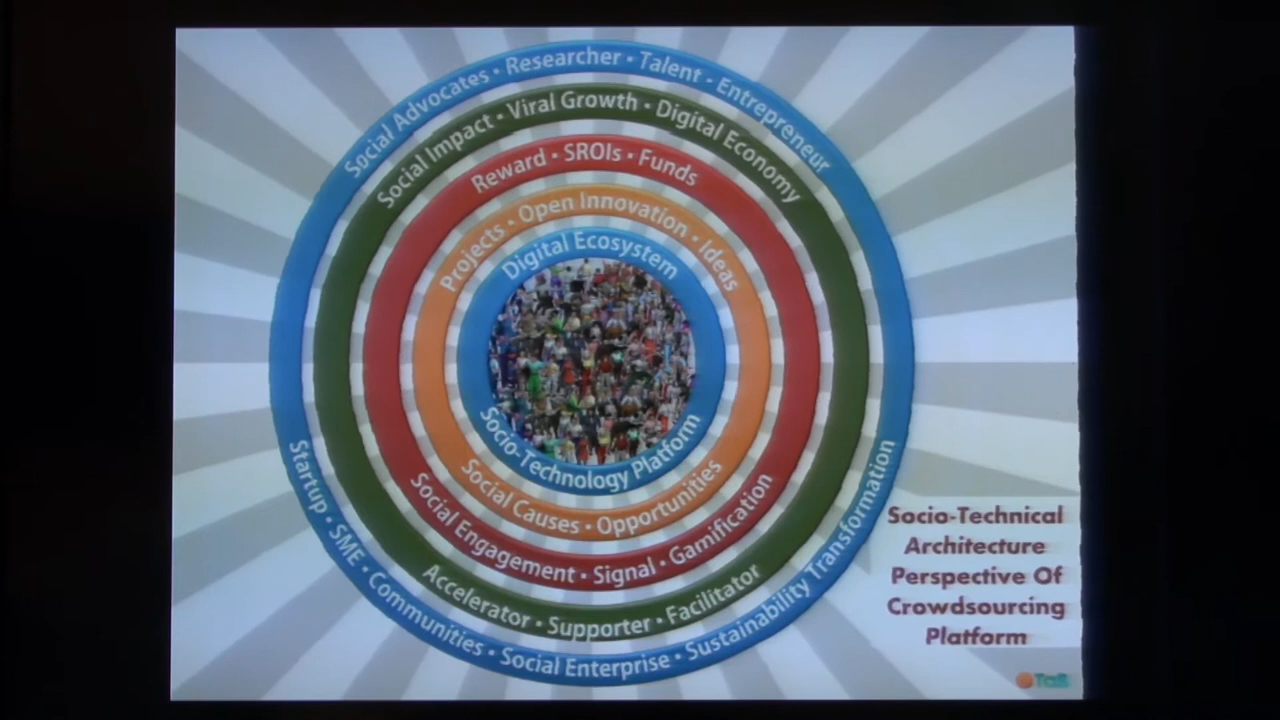 Social Advocates • Researcher • Talent • Entrepreneur
Social Impact • Viral Growth • Digital Economy
Reward • SROIs • Funds
Projects • Open Innovation • Ideas
Digital Ecosystem
Socio-Technology Platform
Social Causes • Opportunities
Social Engagement • Signal • Gamification
Accelerator • Supporter • Facilitator
Startup • SME • Communities • Social Enterprise • Sustainability Transformation
Socio-Technical
Architecture
Perspective Of
Crowdsourcing
Platform